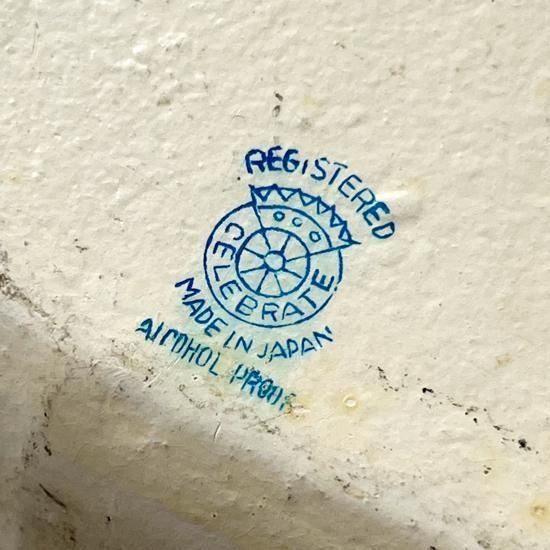 REGISTERED
CELEBRATE
MADE IN JAPAN
ALCOHOL PROOF